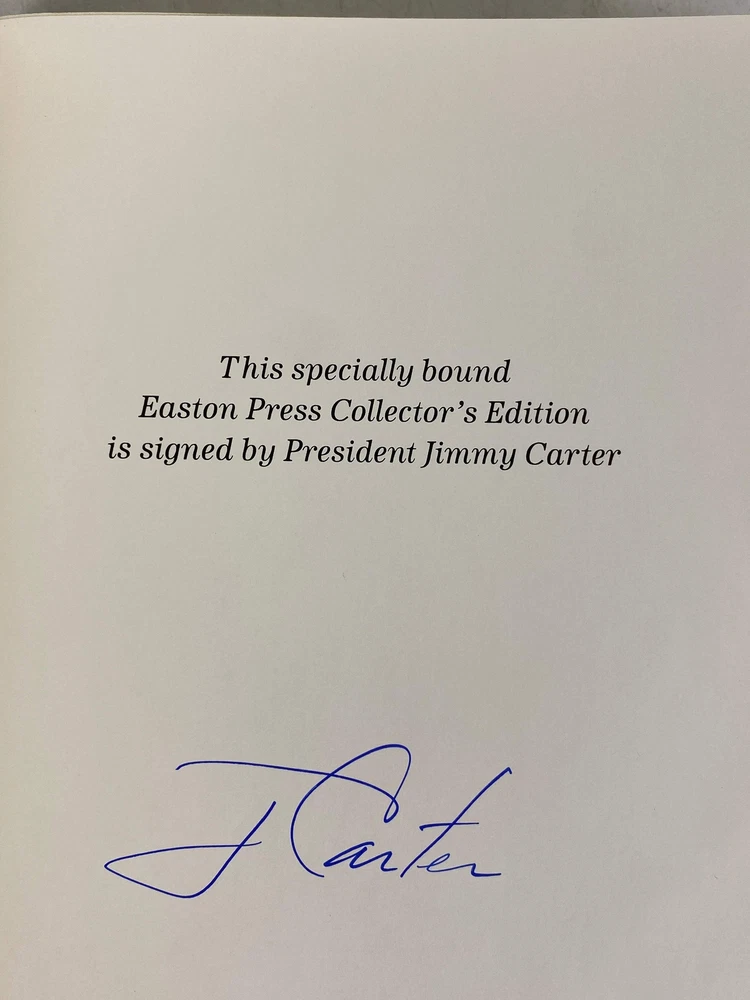 This specially bound
Easton Press Collector’s Edition
is signed by President Jimmy Carter
J Carter